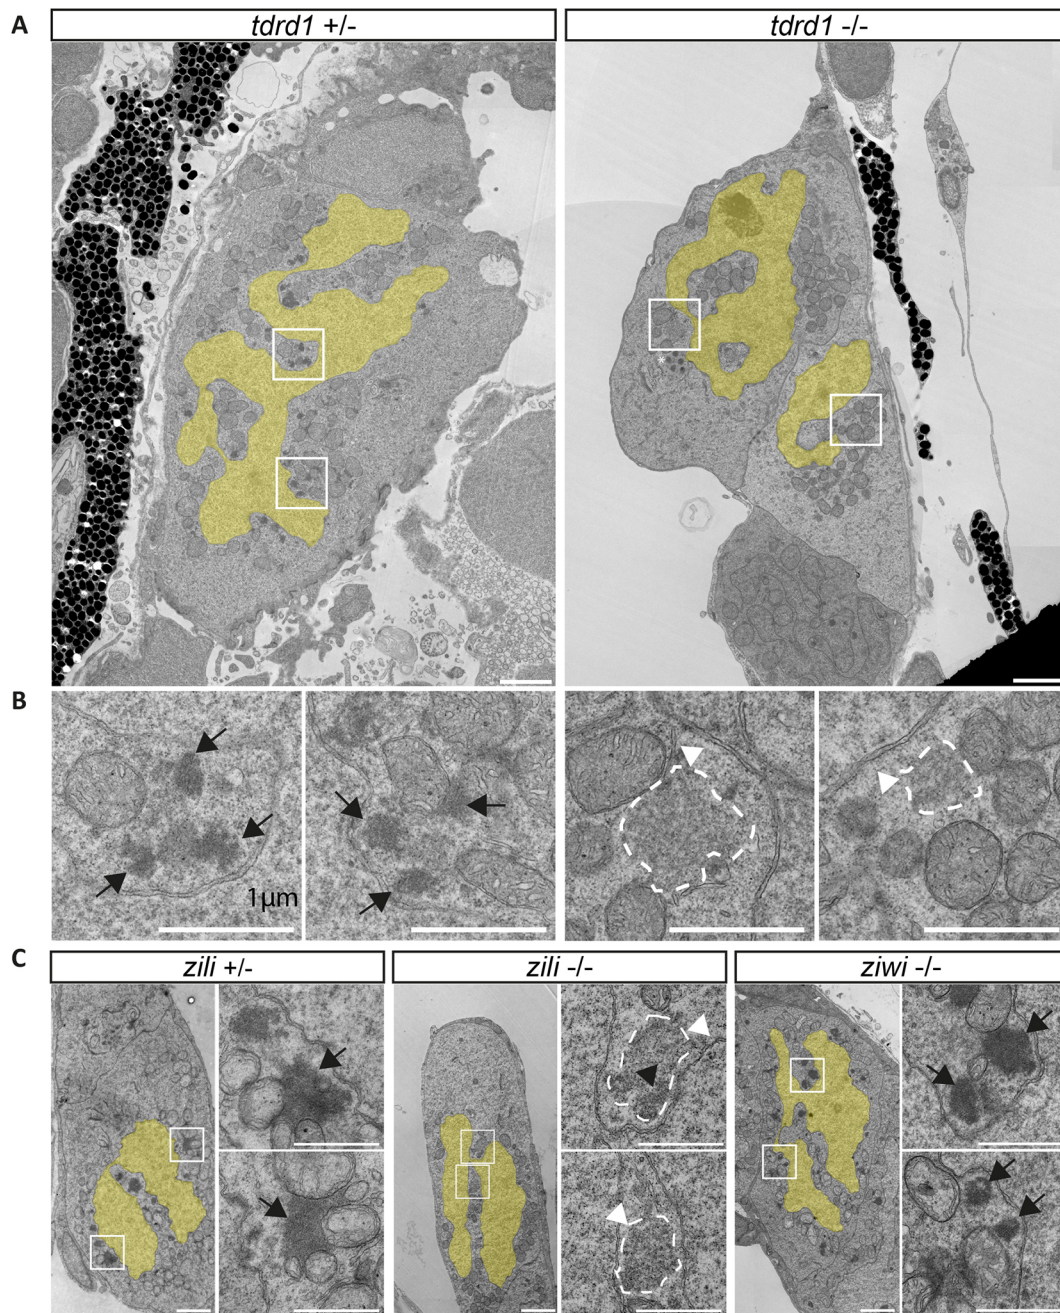 A
tdrd1 +/-
tdrd1 -/-
*
B
1μm
C
zili +/-
zili -/-
ziwi -/-